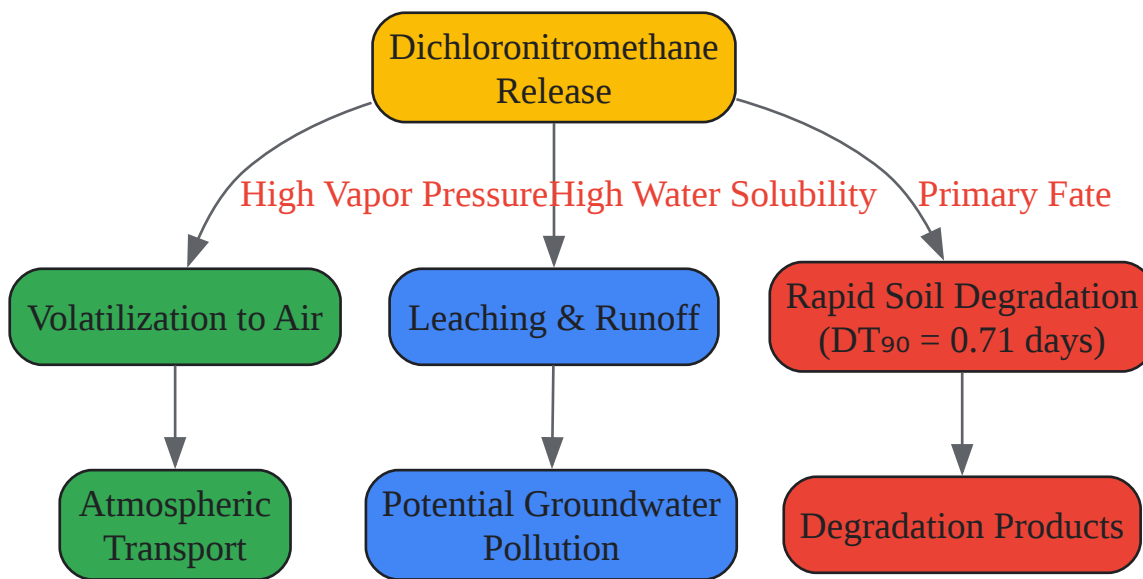 Dichloronitromethane
Release
High Vapor Pressure
High Water Solubility
Primary Fate
Volatilization to Air
Leaching & Runoff
Rapid Soil Degradation
(DT₉₀ = 0.71 days)
Atmospheric
Transport
Potential Groundwater
Pollution
Degradation Products